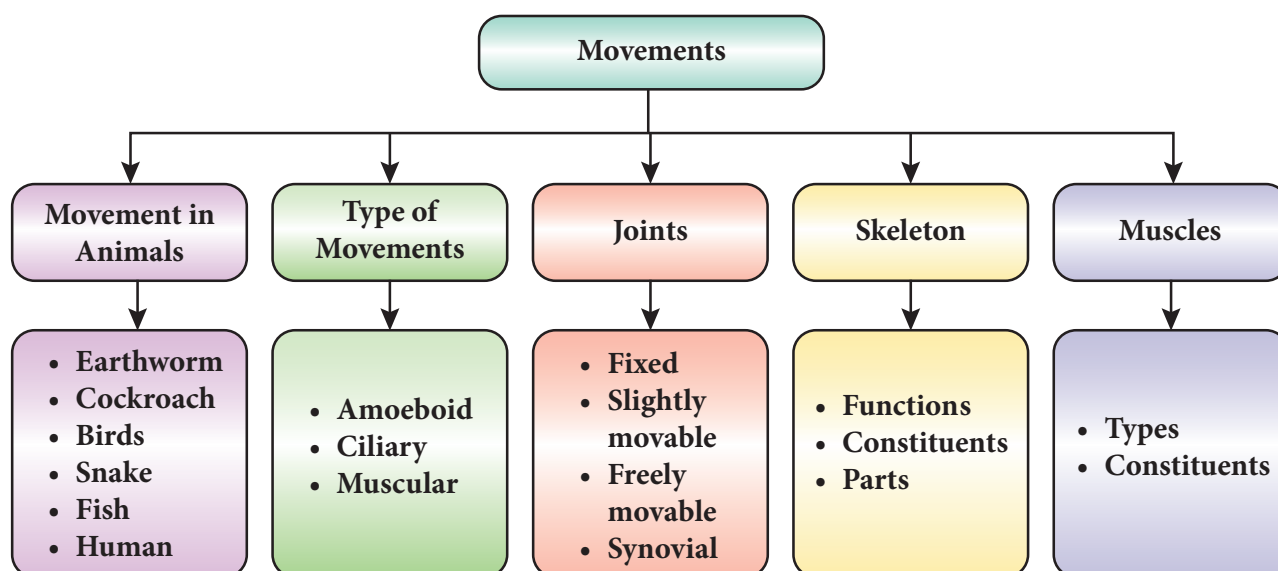 Movements
Movement in
Animals
Type of
Movements
Joints
Skeleton
Muscles
• Earthworm
• Cockroach
• Birds
• Snake
• Fish
• Human
• Amoeboid
• Ciliary
• Muscular
• Fixed
• Slightly
movable
• Freely
movable
• Synovial
• Functions
• Constituents
• Parts
• Types
• Constituents